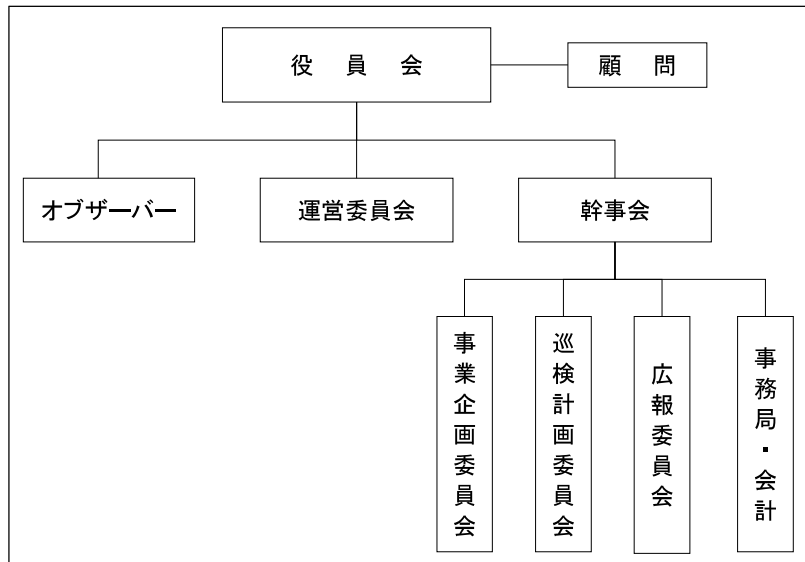 役員会
顧問
オブザーバー
運営委員会
幹事会
事業企画委員会
巡検計画委員会
広報委員会
事務局・会計